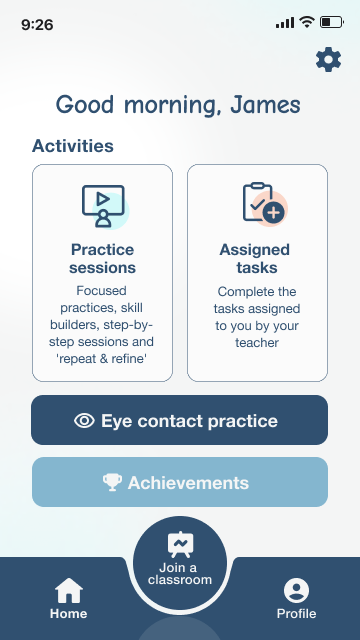 9:26
Good morning, James
Activities
Practice
sessions
Focused
practices, skill
builders, step-by-
step sessions and
'repeat & refine'
Assigned
tasks
Complete the
tasks assigned
to you by your
teacher
Eye contact practice
Achievements
Join a
classroom
Home
Profile